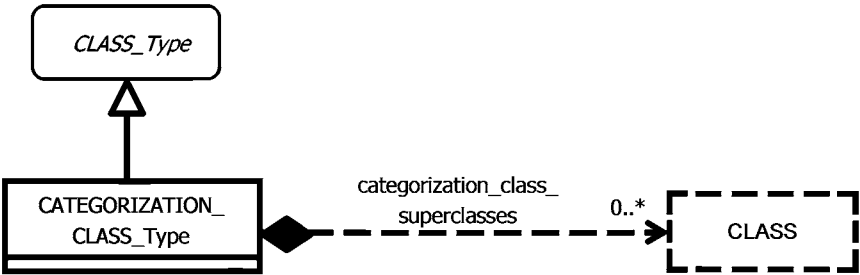 CLASS_Type
categorization_class_
superclasses
0..*
CATEGORIZATION_
CLASS_Type
CLASS